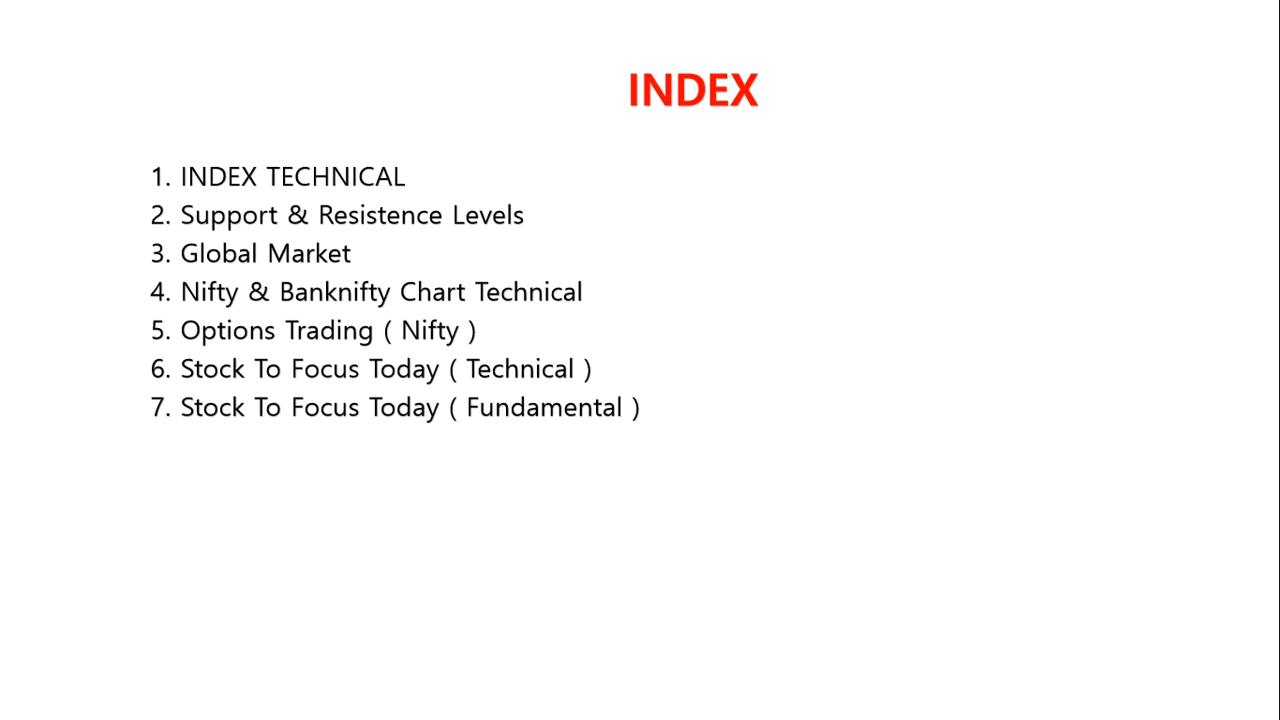 INDEX
1. INDEX TECHNICAL
2. Support & Resistence Levels
3. Global Market
4. Nifty & Banknifty Chart Technical
5. Options Trading ( Nifty )
6. Stock To Focus Today ( Technical )
7. Stock To Focus Today ( Fundamental )